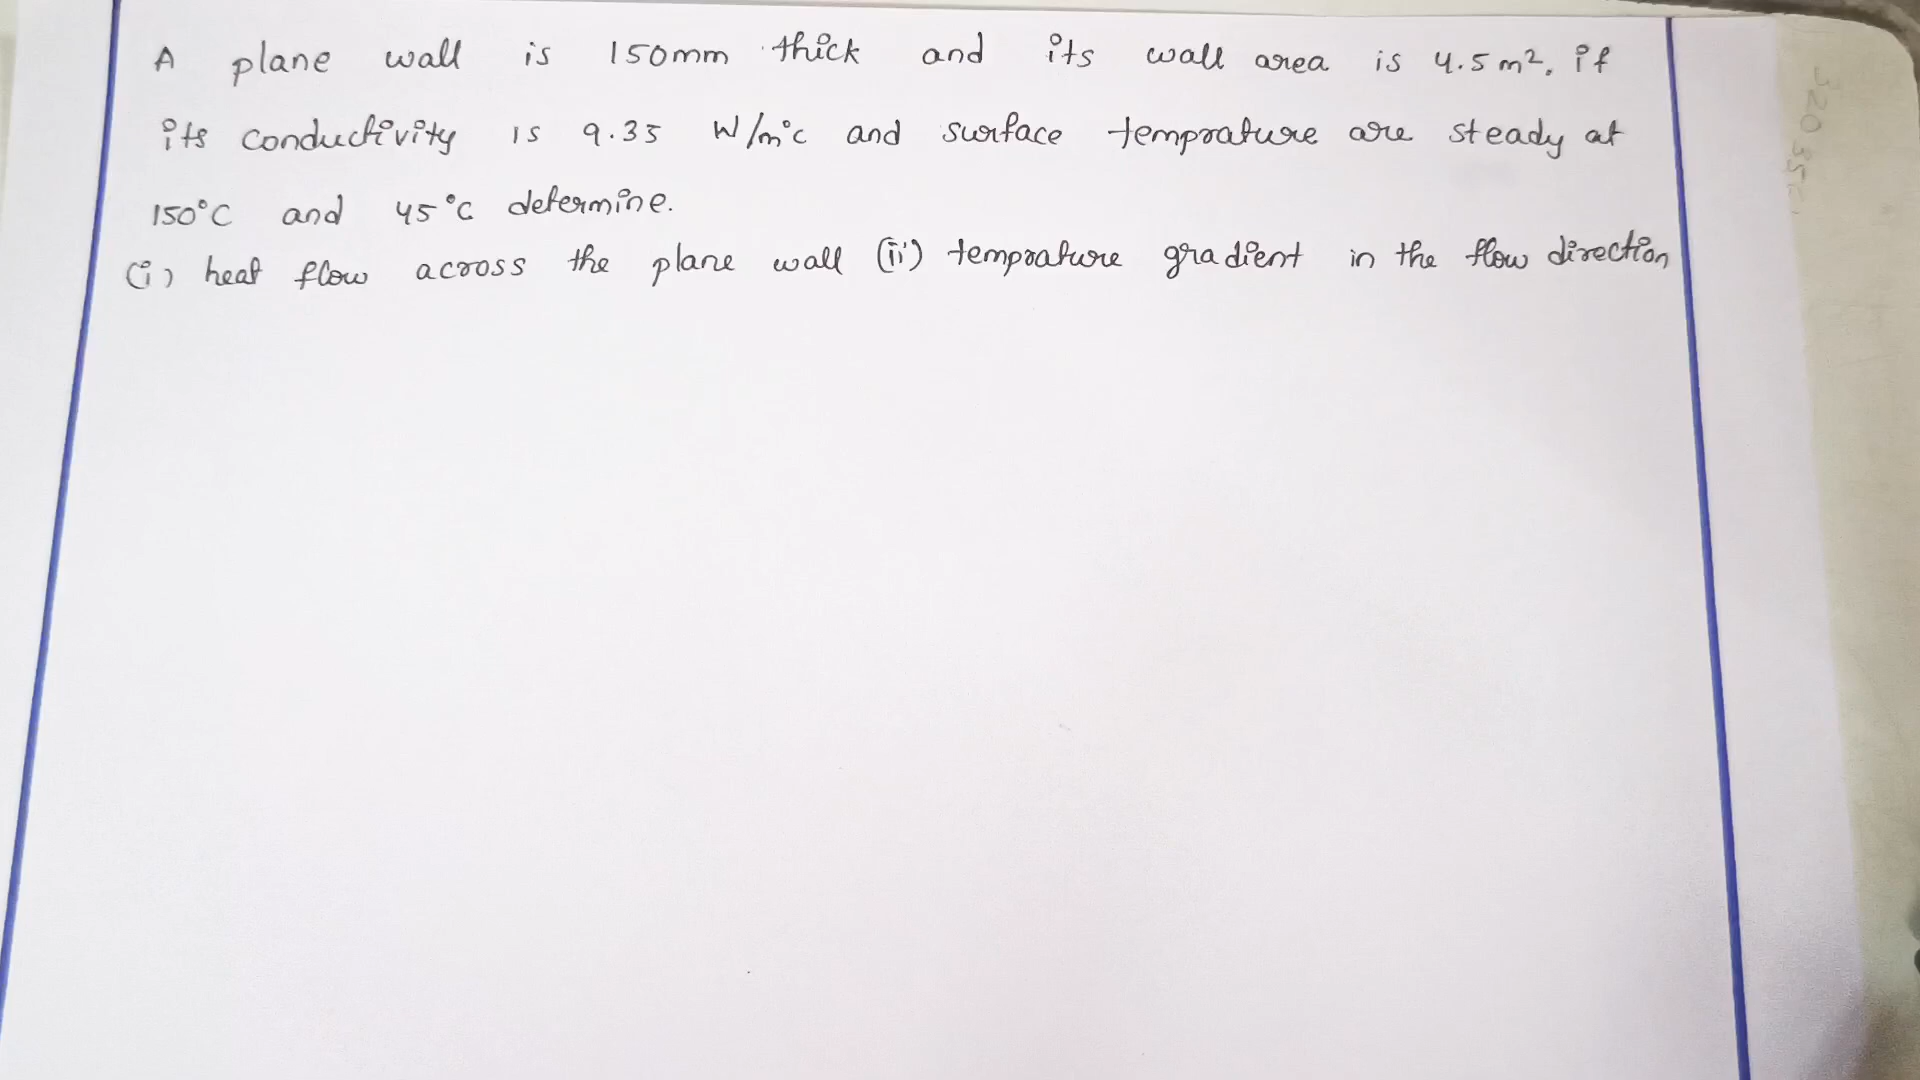 A plane wall is 150mm thick and its wall area is 4.5 m², if
its conductivity is 9.35 W/m°c and surface temprature are steady at
150°C and 45°C determine.
(i) heat flow across the plane wall (ii) temprature gradient in the flow direction